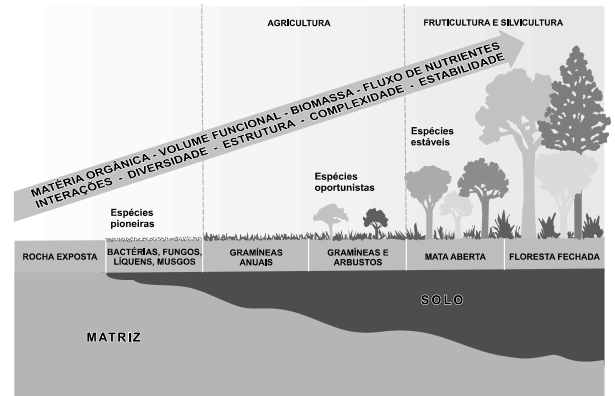 AGRICULTURA
FRUTICULTURA E SILVICULTURA
MATÉRIA ORGÂNICA - VOLUME FUNCIONAL - BIOMASSA - FLUXO DE NUTRIENTES
INTERAÇÕES - DIVERSIDADE - ESTRUTURA - COMPLEXIDADE - ESTABILIDADE
Espécies
estáveis
Espécies
oportunistas
Espécies
pioneiras
ROCHA EXPOSTA
BACTÉRIAS, FUNGOS,
LÍQUENS, MUSGOS
GRAMÍNEAS
ANUAIS
GRAMÍNEAS E
ARBUSTOS
MATA ABERTA
FLORESTA FECHADA
SOLO
MATRIZ